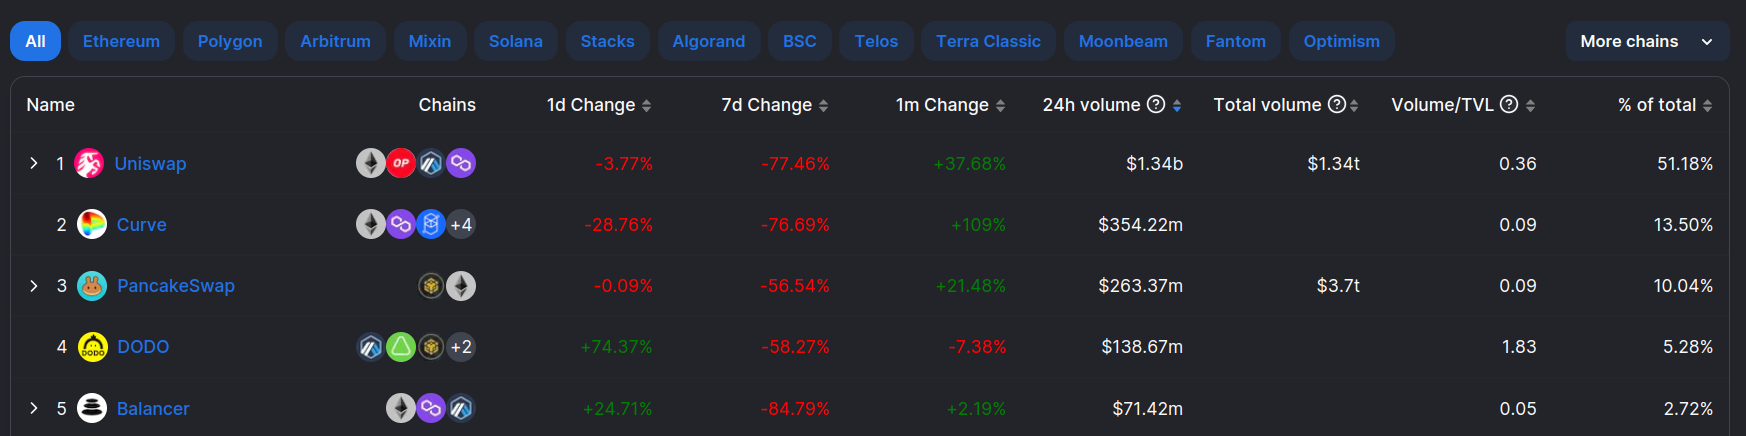 All Ethereum Polygon Arbitrum Mixin Solana Stacks Algorand BSC Telos Terra Classic Moonbeam Fantom Optimism More chains
Name Chains 1d Change 7d Change 1m Change 24h volume ? Total volume ? Volume/TVL ? % of total
1 Uniswap OP -3.77% -77.46% +37.68% $1.34b $1.34t 0.36 51.18%
2 Curve +4 -28.76% -76.69% +109% $354.22m 0.09 13.50%
3 PancakeSwap -0.09% -56.54% +21.48% $263.37m $3.7t 0.09 10.04%
4 DODO DODO +2 +74.37% -58.27% -7.38% $138.67m 1.83 5.28%
5 Balancer +24.71% -84.79% +2.19% $71.42m 0.05 2.72%